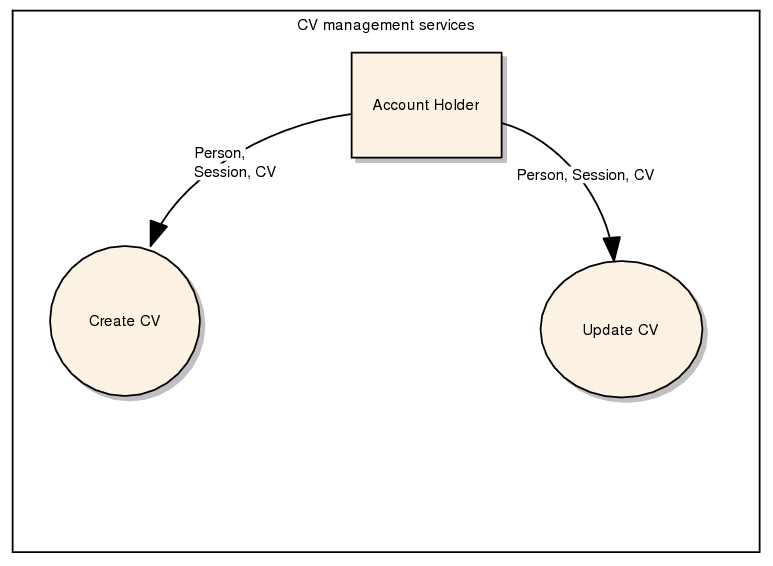 CV management services
Account Holder
Person,
Session, CV
Person, Session, CV
Create CV
Update CV